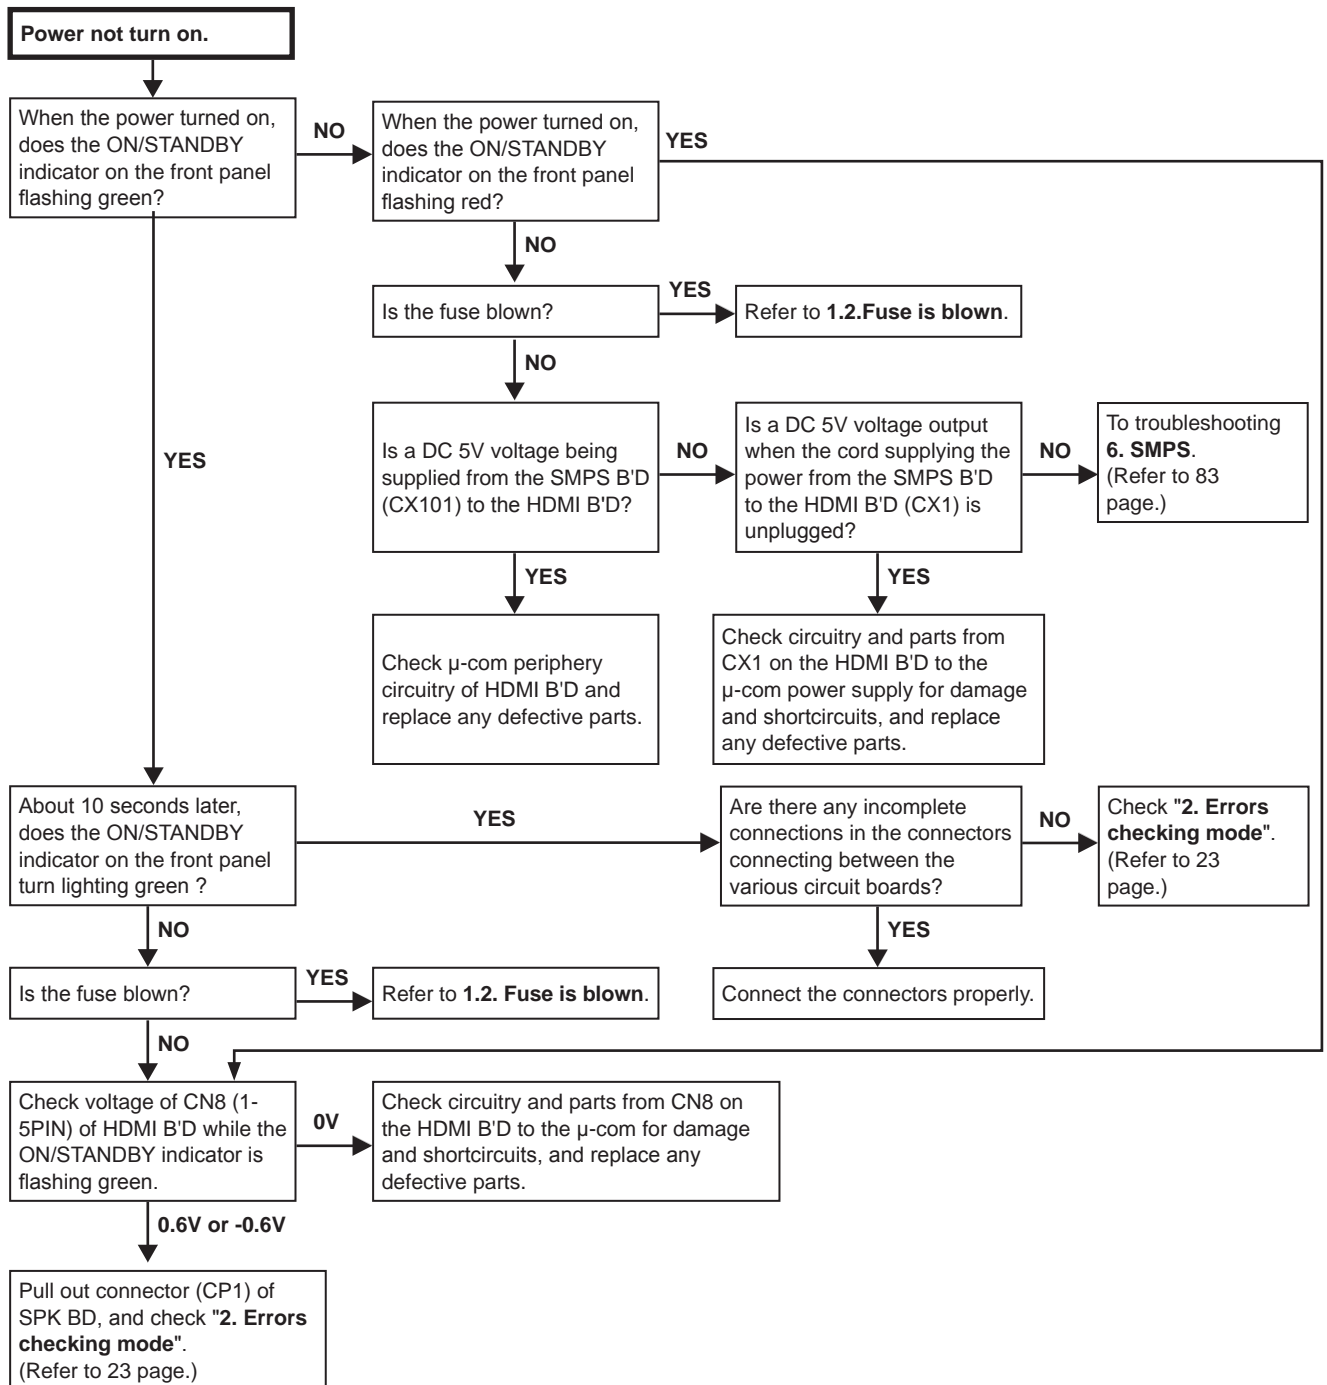 Power not turn on.
When the power turned on,
does the ON/STANDBY
indicator on the front panel
flashing green?
NO
When the power turned on,
does the ON/STANDBY
indicator on the front panel
flashing red?
YES
NO
Is the fuse blown?
YES
Refer to 1.2.Fuse is blown.
NO
YES
Is a DC 5V voltage being
supplied from the SMPS B'D
(CX101) to the HDMI B'D?
NO
Is a DC 5V voltage output
when the cord supplying the
power from the SMPS B'D
to the HDMI B'D (CX1) is
unplugged?
NO
To troubleshooting
6. SMPS.
(Refer to 83
page.)
YES
YES
Check µ-com periphery
circuitry of HDMI B'D and
replace any defective parts.
Check circuitry and parts from
CX1 on the HDMI B'D to the
µ-com power supply for damage
and shortcircuits, and replace
any defective parts.
About 10 seconds later,
does the ON/STANDBY
indicator on the front panel
turn lighting green ?
YES
Are there any incomplete
connections in the connectors
connecting between the
various circuit boards?
NO
Check "2. Errors
checking mode".
(Refer to 23
page.)
NO
YES
Is the fuse blown?
YES
Refer to 1.2. Fuse is blown.
Connect the connectors properly.
NO
Check voltage of CN8 (1-
5PIN) of HDMI B'D while the
ON/STANDBY indicator is
flashing green.
0V
Check circuitry and parts from CN8 on
the HDMI B'D to the µ-com for damage
and shortcircuits, and replace any
defective parts.
0.6V or -0.6V
Pull out connector (CP1) of
SPK BD, and check "2. Errors
checking mode".
(Refer to 23 page.)